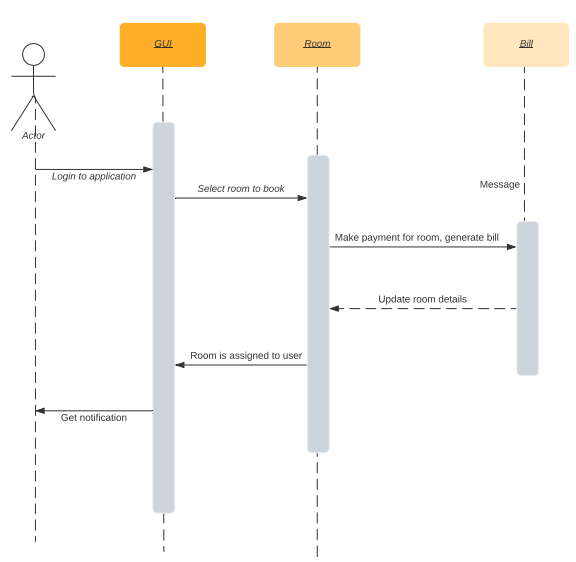 GUI
Room
Bill
Actor
Login to application
Message
Select room to book
Make payment for room, generate bill
Update room details
Room is assigned to user
Get notification